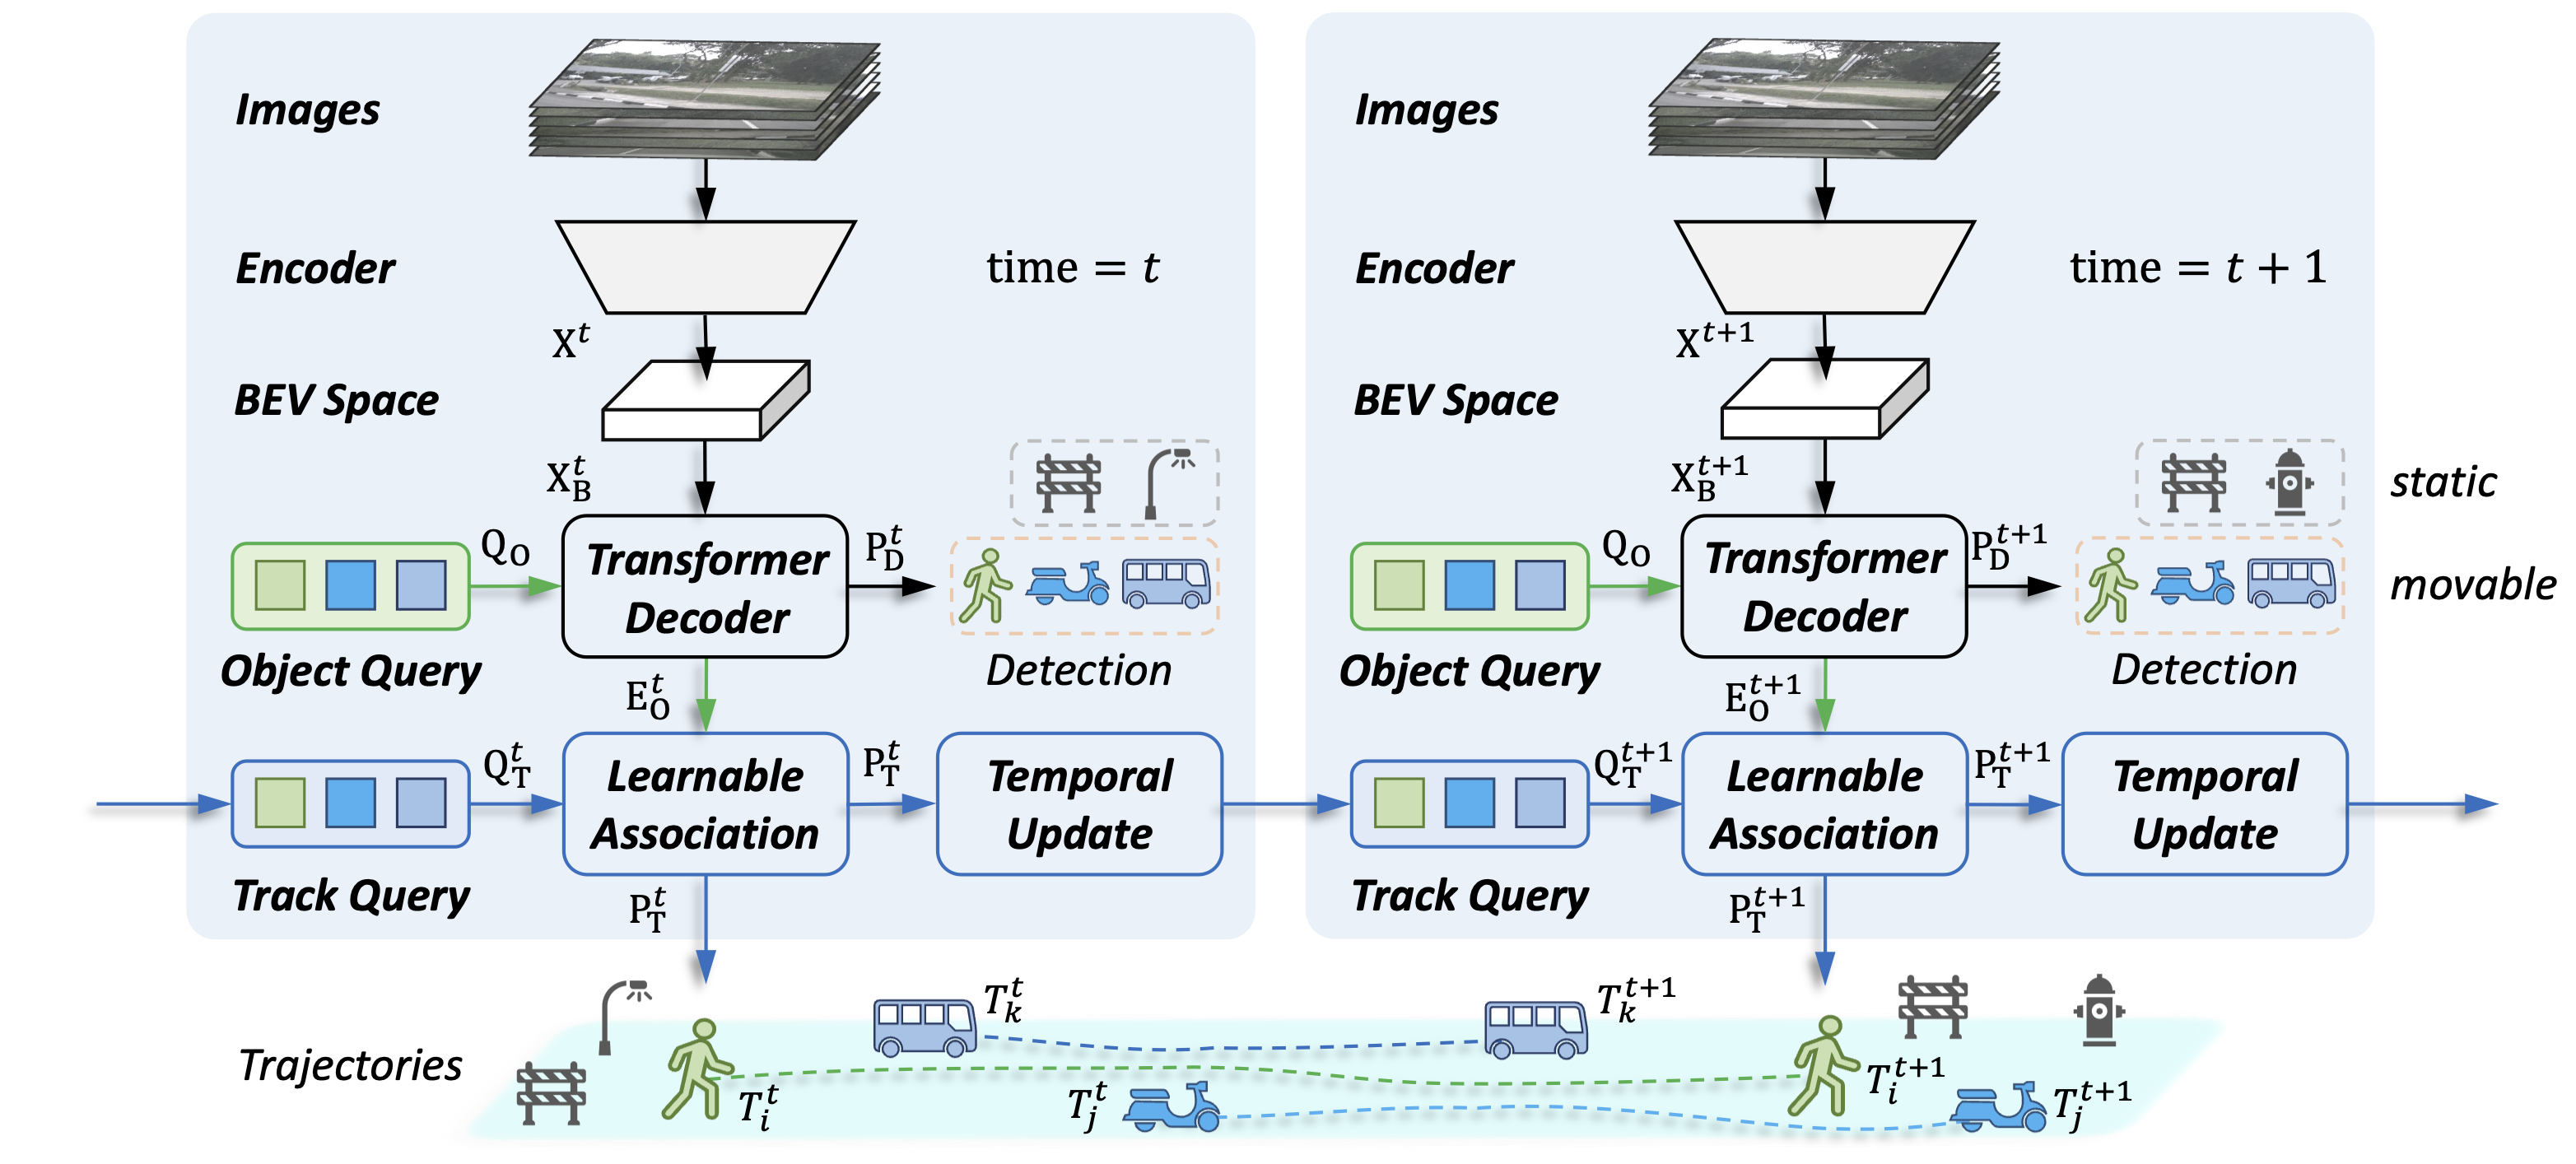 Images
Encoder
time = t
X^t
BEV Space
X_B^t
Q_O
Transformer
Decoder
P_D^t
Object Query
Detection
E_O^t
Q_T^t
Learnable
Association
P_T^t
Temporal
Update
Track Query
P_T^t
Images
Encoder
time = t + 1
X^{t+1}
BEV Space
X_B^{t+1}
static
Q_O
Transformer
Decoder
P_D^{t+1}
movable
Object Query
Detection
E_O^{t+1}
Q_T^{t+1}
Learnable
Association
P_T^{t+1}
Temporal
Update
Track Query
P_T^{t+1}
Trajectories
T_k^t
T_k^{t+1}
T_i^t
T_j^t
T_i^{t+1}
T_j^{t+1}